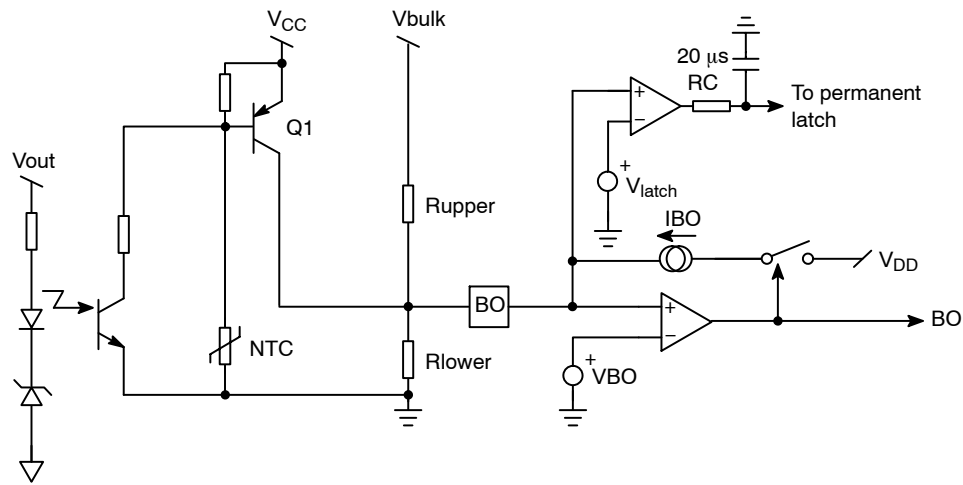 VCC
Vbulk
20 μs
RC
+
−
To permanent
latch
Q1
Vout
+
Vlatch
Rupper
IBO
VDD
BO
+
−
BO
NTC
Rlower
+
VBO